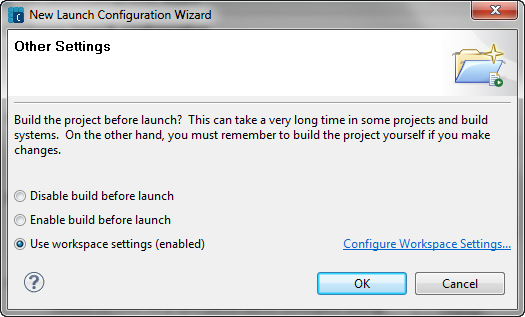 New Launch Configuration Wizard
Other Settings
Build the project before launch?  This can take a very long time in some projects and build
systems.  On the other hand, you must remember to build the project yourself if you make
changes.
Disable build before launch
Enable build before launch
Use workspace settings (enabled)
Configure Workspace Settings...
?
OK
Cancel